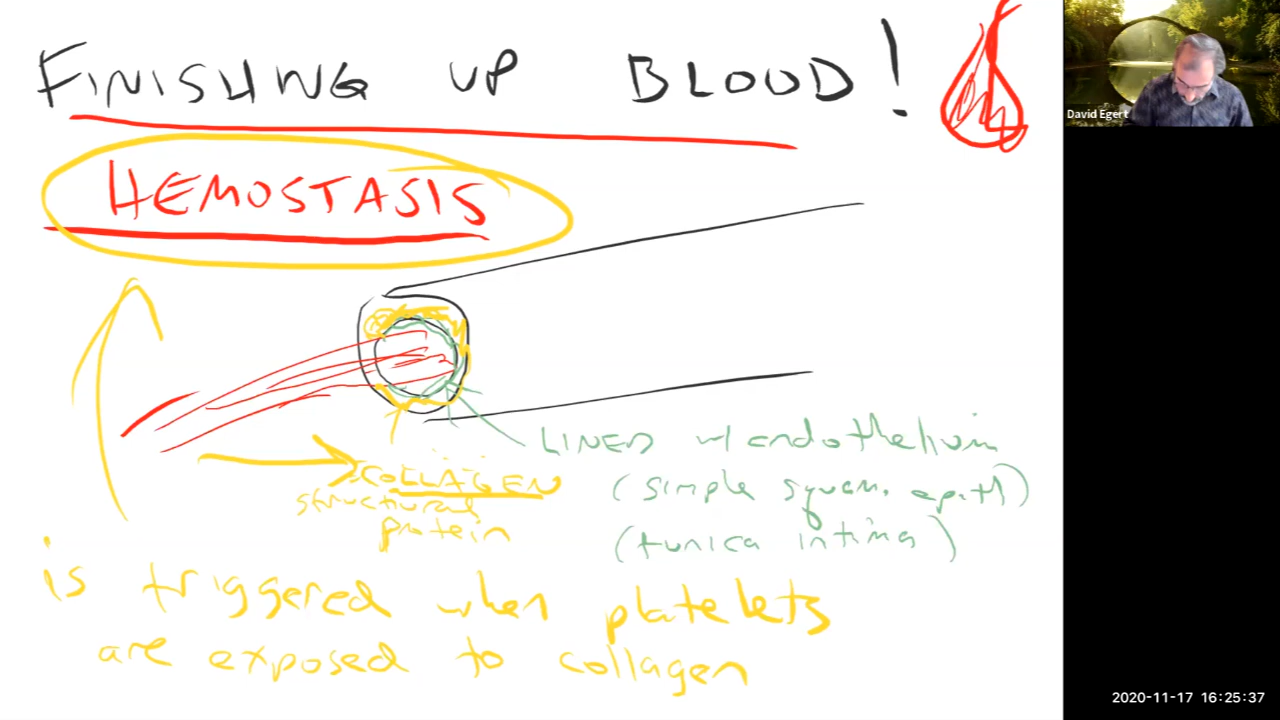 FINISHING UP BLOOD!
David Egert
HEMOSTASIS
LINED w/ endothelium
(simple squam. epith)
(tunica intima)
COLLAGEN
structural
protein
is triggered when platelets
are exposed to collagen
2020-11-17 16:25:37